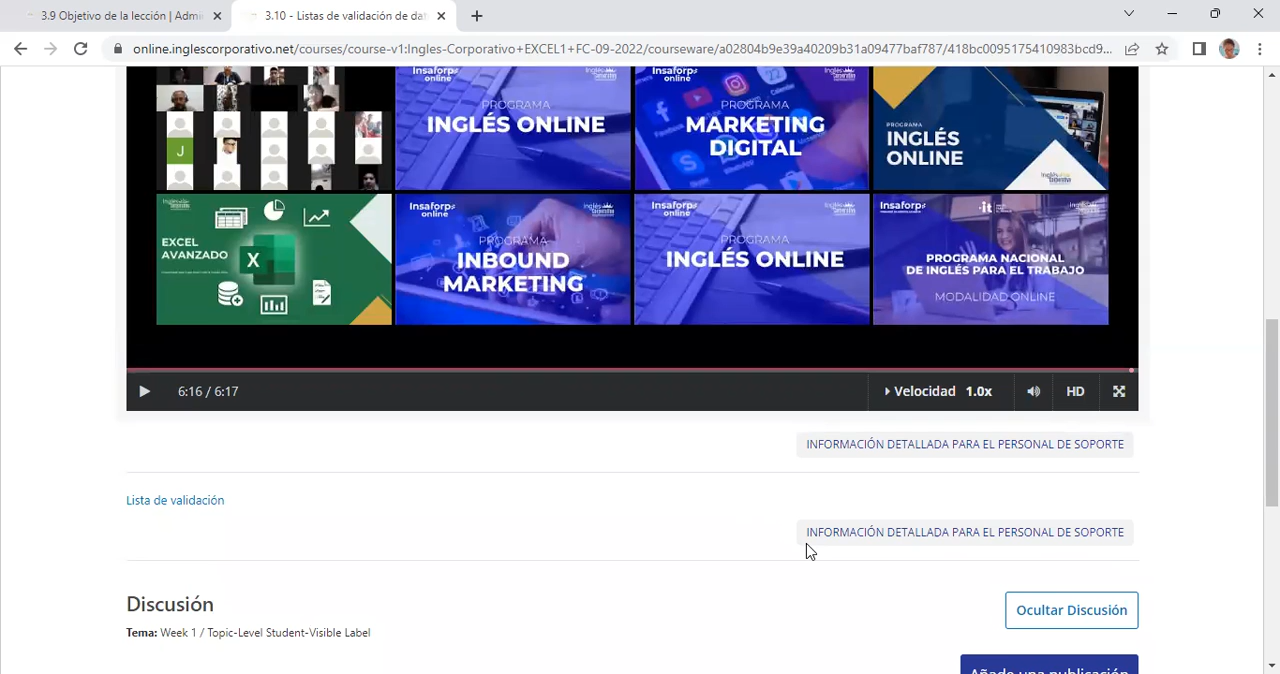 3.9 Objetivo de la lección | Admi
3.10 - Listas de validación de dat
online.inglescorporativo.net/courses/course-v1:Ingles-Corporativo+EXCEL1+FC-09-2022/courseware/a02804b9e39a40209b31a09477baf787/418bc0095175410983bcd9...
J
Insaforp online
PROGRAMA
INGLÉS ONLINE
Insaforp online
PROGRAMA
MARKETING
DIGITAL
PROGRAMA
INGLÉS
ONLINE
EXCEL
AVANZADO
X
Insaforp online
PROGRAMA
INBOUND
MARKETING
Insaforp online
PROGRAMA
INGLÉS ONLINE
Insaforp
PROGRAMA NACIONAL
DE INGLÉS PARA EL TRABAJO
MODALIDAD ONLINE
6:16 / 6:17
Velocidad 1.0x
HD
INFORMACIÓN DETALLADA PARA EL PERSONAL DE SOPORTE
Lista de validación
INFORMACIÓN DETALLADA PARA EL PERSONAL DE SOPORTE
Discusión
Ocultar Discusión
Tema: Week 1 / Topic-Level Student-Visible Label
Añade una publicación